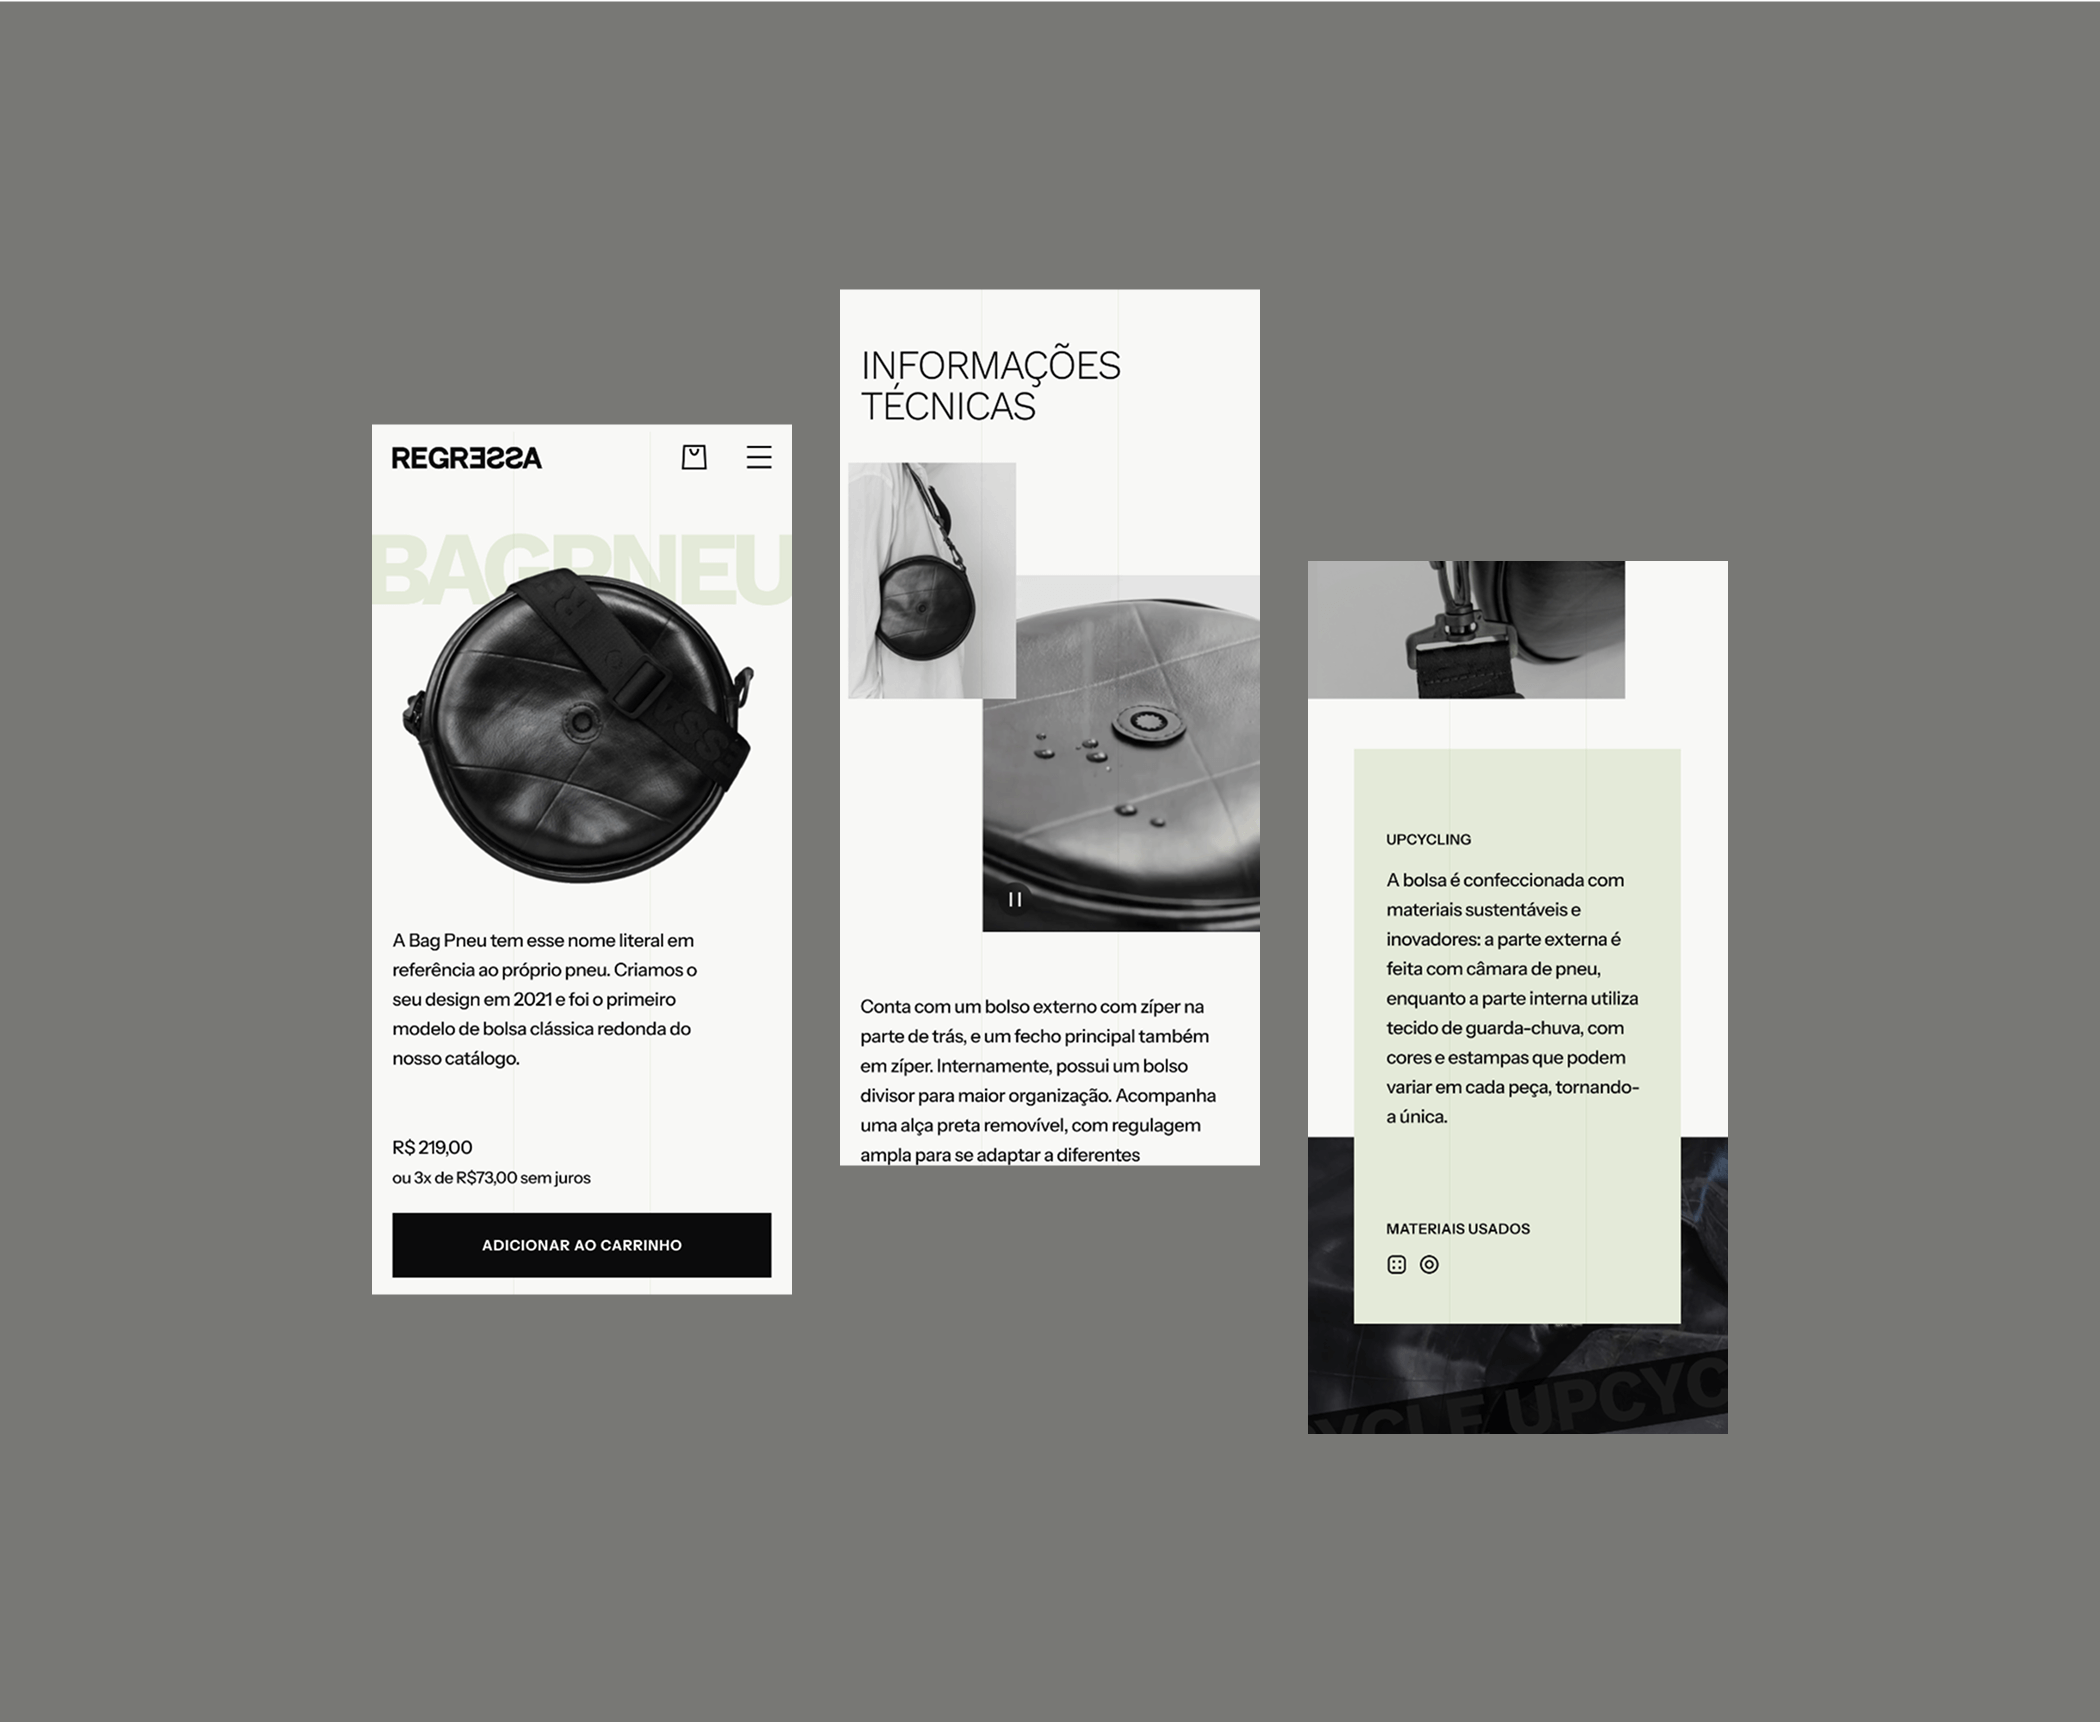 REGRESSA
BAGPNEU
A Bag Pneu tem esse nome literal em
referência ao próprio pneu. Criamos o
seu design em 2021 e foi o primeiro
modelo de bolsa clássica redonda do
nosso catálogo.
R$ 219,00
ou 3x de R$73,00 sem juros
ADICIONAR AO CARRINHO
INFORMAÇÕES
TÉCNICAS
Conta com um bolso externo com zíper na
parte de trás, e um fecho principal também
em zíper. Internamente, possui um bolso
divisor para maior organização. Acompanha
uma alça preta removível, com regulagem
ampla para se adaptar a diferentes
UPCYCLING
A bolsa é confeccionada com
materiais sustentáveis e
inovadores: a parte externa é
feita com câmara de pneu,
enquanto a parte interna utiliza
tecido de guarda-chuva, com
cores e estampas que podem
variar em cada peça, tornando-
a única.
MATERIAIS USADOS
YCLE UPCYC